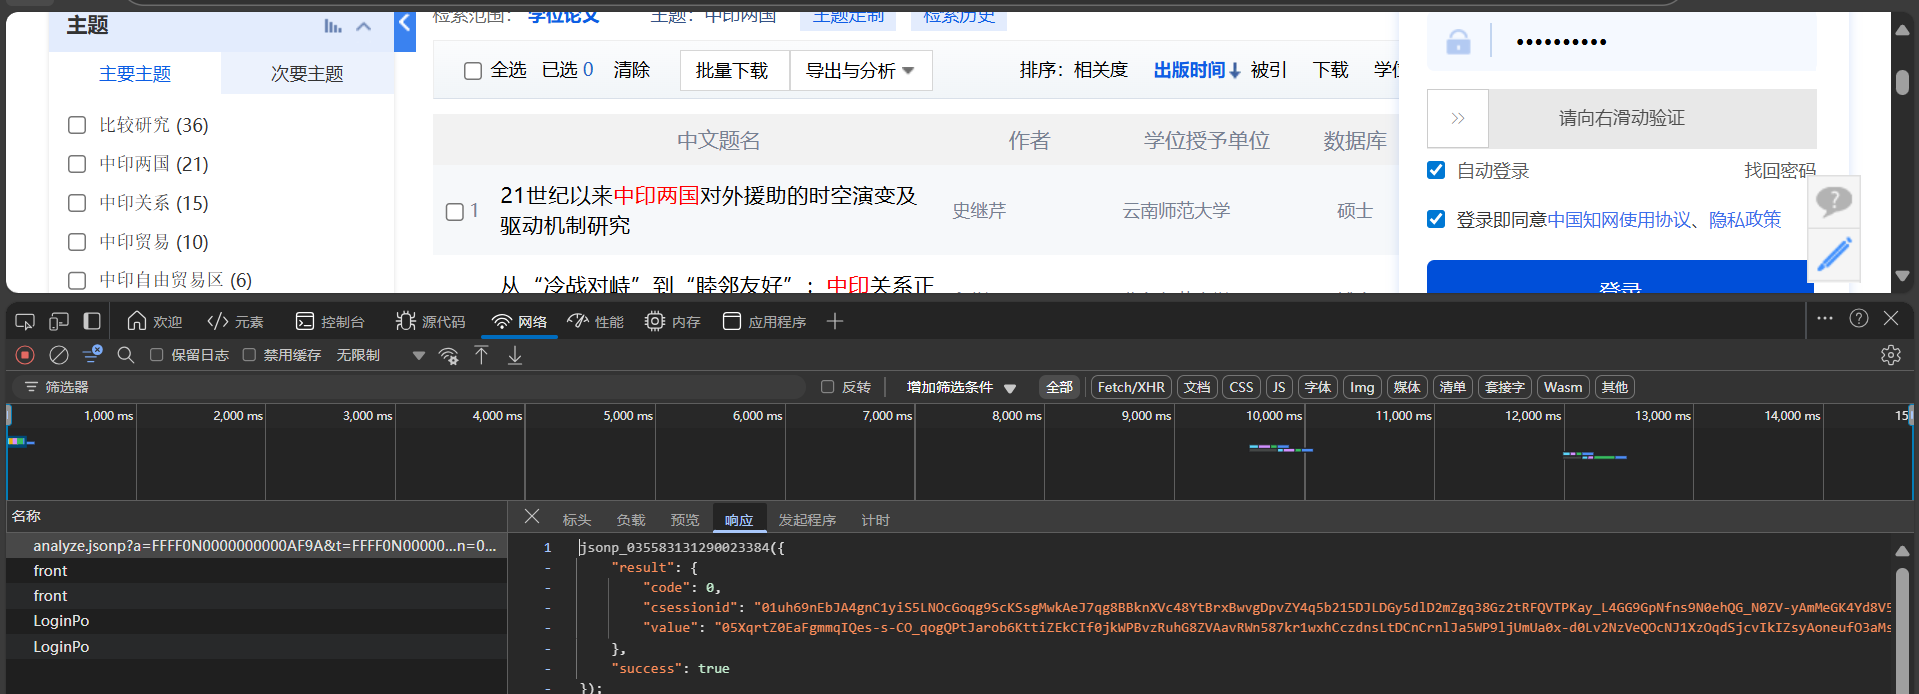 主题
主要主题 次要主题
比较研究 (36)
中印两国 (21)
中印关系 (15)
中印贸易 (10)
中印自由贸易区 (6)
检索范围： 学位论文 主题：中印两国 主题定制 检索历史
全选 已选 0 清除 批量下载 导出与分析 排序：相关度 出版时间 被引 下载 学位
中文题名 作者 学位授予单位 数据库
1 21世纪以来中印两国对外援助的时空演变及
驱动机制研究 史继芹 云南师范大学 硕士
从“冷战对峙”到“睦邻友好”：中印关系正
••••••••••
请向右滑动验证
自动登录 找回密码
登录即同意中国知网使用协议、隐私政策
登录
欢迎 元素 控制台 源代码 网络 性能 内存 应用程序
保留日志 禁用缓存 无限制
筛选器 反转 增加筛选条件 全部 Fetch/XHR 文档 CSS JS 字体 Img 媒体 清单 套接字 Wasm 其他
1,000 ms 2,000 ms 3,000 ms 4,000 ms 5,000 ms 6,000 ms 7,000 ms 8,000 ms 9,000 ms 10,000 ms 11,000 ms 12,000 ms 13,000 ms 14,000 ms 15
名称
analyze.jsonp?a=FFFF0N0000000000AF9A&t=FFFF0N00000...n=0...
front
front
LoginPo
LoginPo
标头 负载 预览 响应 发起程序 计时
1 jsonp_035583131290023384({
- "result": {
- "code": 0,
- "csessionid": "01uh69nEbJA4gnC1yiS5LNOcGoqg9ScKSsgMwkAeJ7qg8BBknXVc48YtBrxBwvgDpvZY4q5b215DJLDGy5dlD2mZgq38Gz2tRFQVTPKay_L4GG9GpNfns9N0ehQG_N0ZV-yAmMeGK4Yd8V5
- "value": "05XqrtZ0EaFgmmqIQes-s-CO_qogQPtJarob6KttiZEkCIf0jkWPBvzRuhG8ZVAavRWn587kr1wxhCczdnsLtDCnCrnlJa5WP9ljUmUa0x-d0Lv2NzVeQOcNJ1XzOqdSjcvIkIZsyAoneufO3aMs
- },
- "success": true
- });